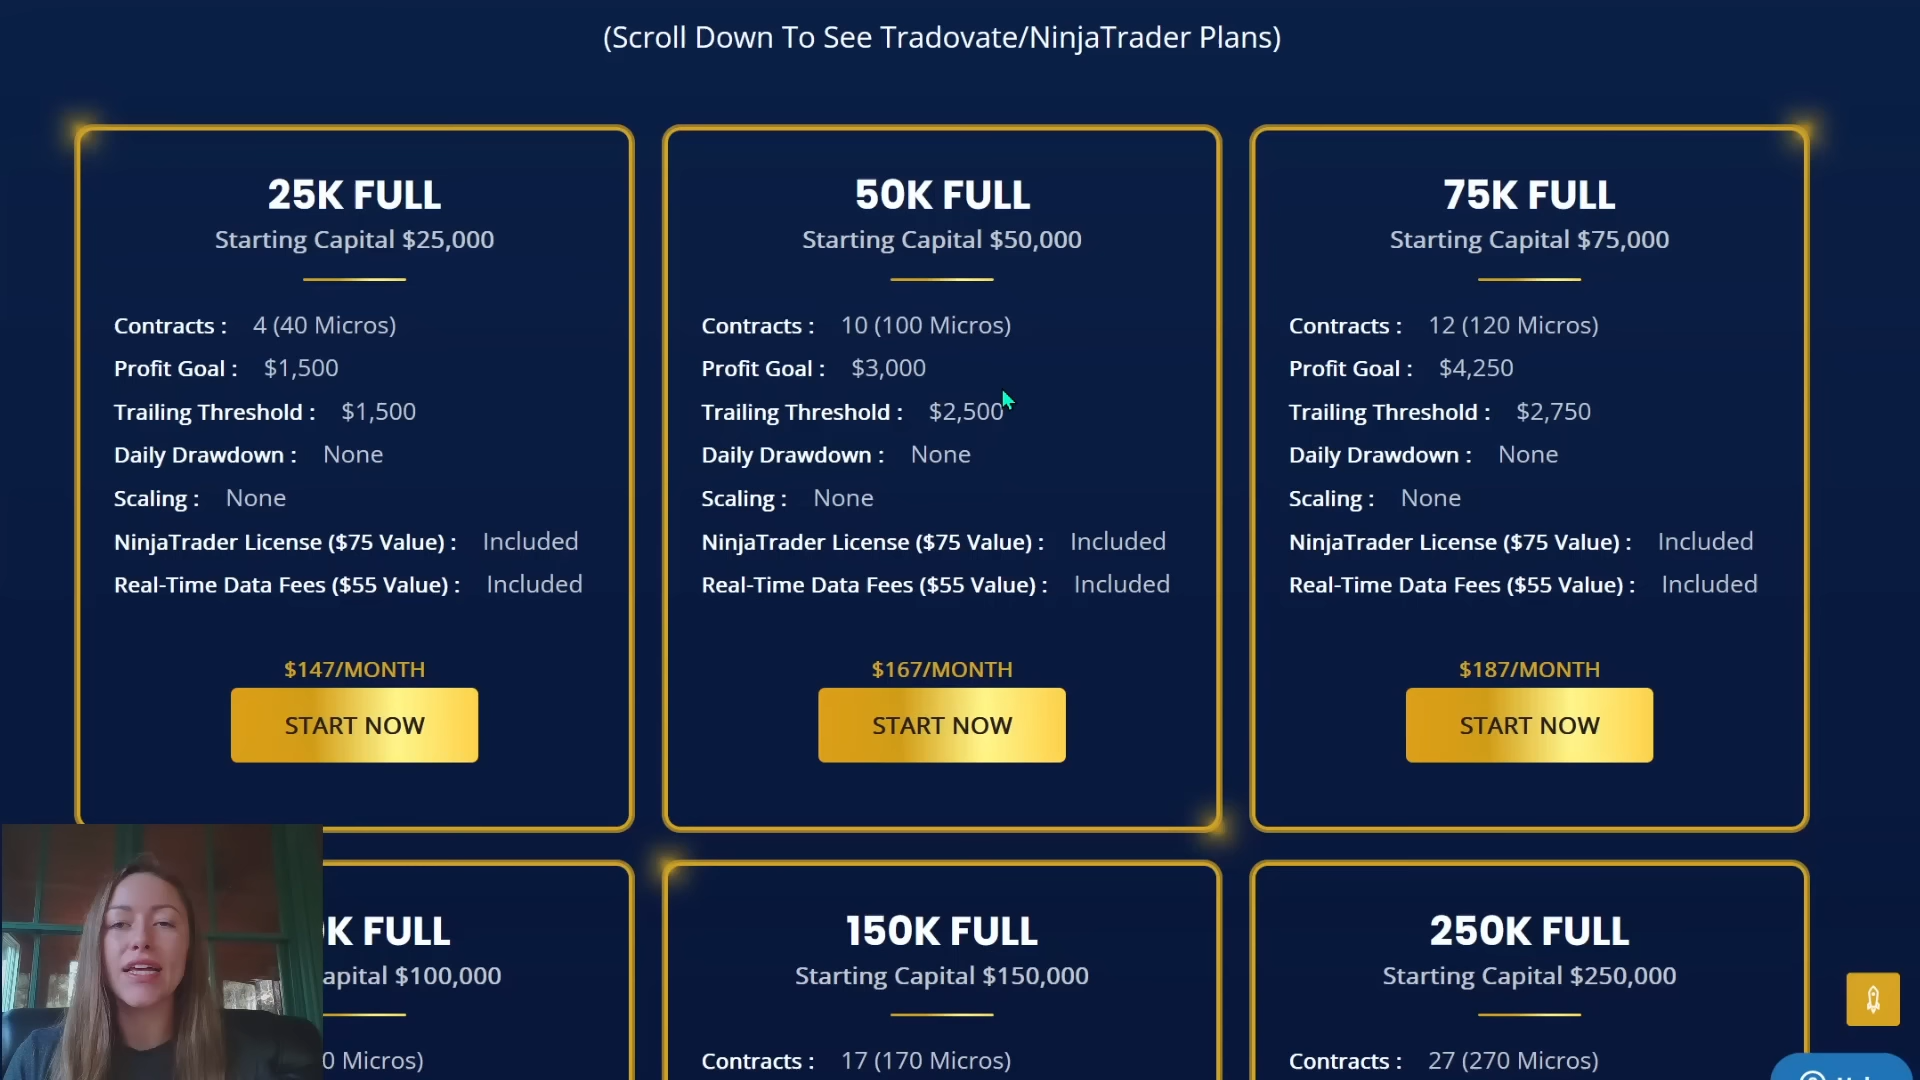 (Scroll Down To See Tradovate/NinjaTrader Plans)
25K FULL
Starting Capital $25,000
Contracts : 4 (40 Micros)
Profit Goal : $1,500
Trailing Threshold : $1,500
Daily Drawdown : None
Scaling : None
NinjaTrader License ($75 Value) : Included
Real-Time Data Fees ($55 Value) : Included
$147/MONTH
START NOW
50K FULL
Starting Capital $50,000
Contracts : 10 (100 Micros)
Profit Goal : $3,000
Trailing Threshold : $2,500
Daily Drawdown : None
Scaling : None
NinjaTrader License ($75 Value) : Included
Real-Time Data Fees ($55 Value) : Included
$167/MONTH
START NOW
75K FULL
Starting Capital $75,000
Contracts : 12 (120 Micros)
Profit Goal : $4,250
Trailing Threshold : $2,750
Daily Drawdown : None
Scaling : None
NinjaTrader License ($75 Value) : Included
Real-Time Data Fees ($55 Value) : Included
$187/MONTH
START NOW
K FULL
apital $100,000
0 Micros)
150K FULL
Starting Capital $150,000
Contracts : 17 (170 Micros)
250K FULL
Starting Capital $250,000
Contracts : 27 (270 Micros)